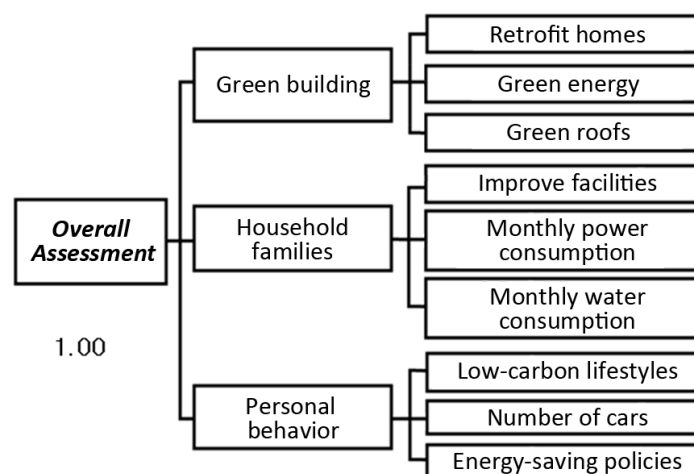 Retrofit homes
Green building
Green energy
Green roofs
Improve facilities
Overall
Assessment
Household
families
Monthly power
consumption
Monthly water
consumption
1.00
Low-carbon lifestyles
Personal
behavior
Number of cars
Energy-saving policies